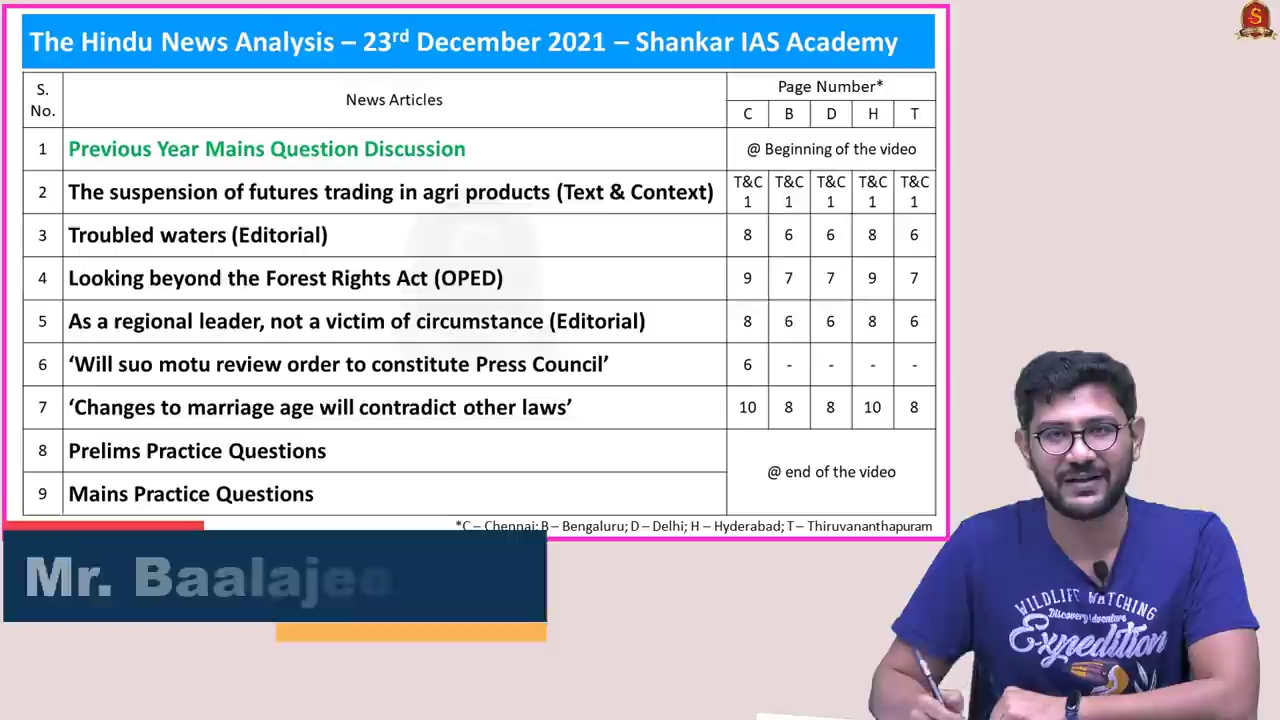 The Hindu News Analysis – 23rd December 2021 – Shankar IAS Academy
S. No. News Articles Page Number*
C B D H T
1 Previous Year Mains Question Discussion @ Beginning of the video
2 The suspension of futures trading in agri products (Text & Context) T&C 1 T&C 1 T&C 1 T&C 1 T&C 1
3 Troubled waters (Editorial) 8 6 6 8 6
4 Looking beyond the Forest Rights Act (OPED) 9 7 7 9 7
5 As a regional leader, not a victim of circumstance (Editorial) 8 6 6 8 6
6 ‘Will suo motu review order to constitute Press Council’ 6 - - - -
7 ‘Changes to marriage age will contradict other laws’ 10 8 8 10 8
8 Prelims Practice Questions @ end of the video
9 Mains Practice Questions
*C – Chennai; B – Bengaluru; D – Delhi; H – Hyderabad; T – Thiruvananthapuram
Mr. Baalajee
WILDLIFE WATCHING
Discovery Adventure
Expedition